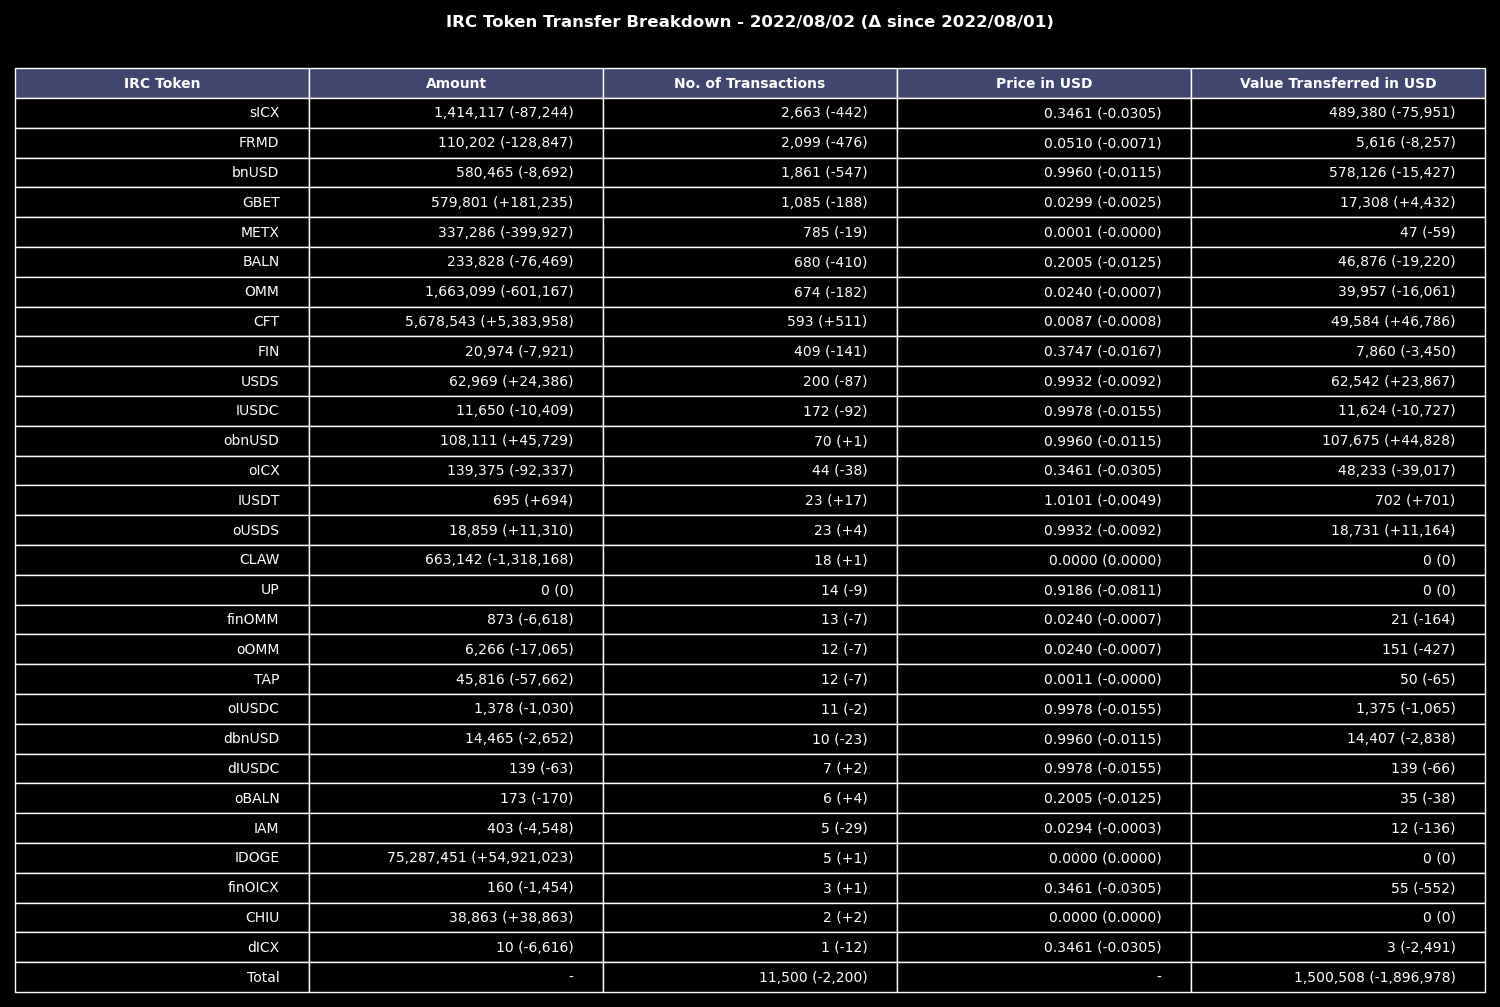 IRC Token Transfer Breakdown - 2022/08/02 (Δ since 2022/08/01)
IRC Token Amount No. of Transactions Price in USD Value Transferred in USD
sICX 1,414,117 (-87,244) 2,663 (-442) 0.3461 (-0.0305) 489,380 (-75,951)
FRMD 110,202 (-128,847) 2,099 (-476) 0.0510 (-0.0071) 5,616 (-8,257)
bnUSD 580,465 (-8,692) 1,861 (-547) 0.9960 (-0.0115) 578,126 (-15,427)
GBET 579,801 (+181,235) 1,085 (-188) 0.0299 (-0.0025) 17,308 (+4,432)
METX 337,286 (-399,927) 785 (-19) 0.0001 (-0.0000) 47 (-59)
BALN 233,828 (-76,469) 680 (-410) 0.2005 (-0.0125) 46,876 (-19,220)
OMM 1,663,099 (-601,167) 674 (-182) 0.0240 (-0.0007) 39,957 (-16,061)
CFT 5,678,543 (+5,383,958) 593 (+511) 0.0087 (-0.0008) 49,584 (+46,786)
FIN 20,974 (-7,921) 409 (-141) 0.3747 (-0.0167) 7,860 (-3,450)
USDS 62,969 (+24,386) 200 (-87) 0.9932 (-0.0092) 62,542 (+23,867)
IUSDC 11,650 (-10,409) 172 (-92) 0.9978 (-0.0155) 11,624 (-10,727)
obnUSD 108,111 (+45,729) 70 (+1) 0.9960 (-0.0115) 107,675 (+44,828)
oICX 139,375 (-92,337) 44 (-38) 0.3461 (-0.0305) 48,233 (-39,017)
IUSDT 695 (+694) 23 (+17) 1.0101 (-0.0049) 702 (+701)
oUSDS 18,859 (+11,310) 23 (+4) 0.9932 (-0.0092) 18,731 (+11,164)
CLAW 663,142 (-1,318,168) 18 (+1) 0.0000 (0.0000) 0 (0)
UP 0 (0) 14 (-9) 0.9186 (-0.0811) 0 (0)
finOMM 873 (-6,618) 13 (-7) 0.0240 (-0.0007) 21 (-164)
oOMM 6,266 (-17,065) 12 (-7) 0.0240 (-0.0007) 151 (-427)
TAP 45,816 (-57,662) 12 (-7) 0.0011 (-0.0000) 50 (-65)
oIUSDC 1,378 (-1,030) 11 (-2) 0.9978 (-0.0155) 1,375 (-1,065)
dbnUSD 14,465 (-2,652) 10 (-23) 0.9960 (-0.0115) 14,407 (-2,838)
dIUSDC 139 (-63) 7 (+2) 0.9978 (-0.0155) 139 (-66)
oBALN 173 (-170) 6 (+4) 0.2005 (-0.0125) 35 (-38)
IAM 403 (-4,548) 5 (-29) 0.0294 (-0.0003) 12 (-136)
IDOGE 75,287,451 (+54,921,023) 5 (+1) 0.0000 (0.0000) 0 (0)
finOICX 160 (-1,454) 3 (+1) 0.3461 (-0.0305) 55 (-552)
CHIU 38,863 (+38,863) 2 (+2) 0.0000 (0.0000) 0 (0)
dICX 10 (-6,616) 1 (-12) 0.3461 (-0.0305) 3 (-2,491)
Total - 11,500 (-2,200) - 1,500,508 (-1,896,978)